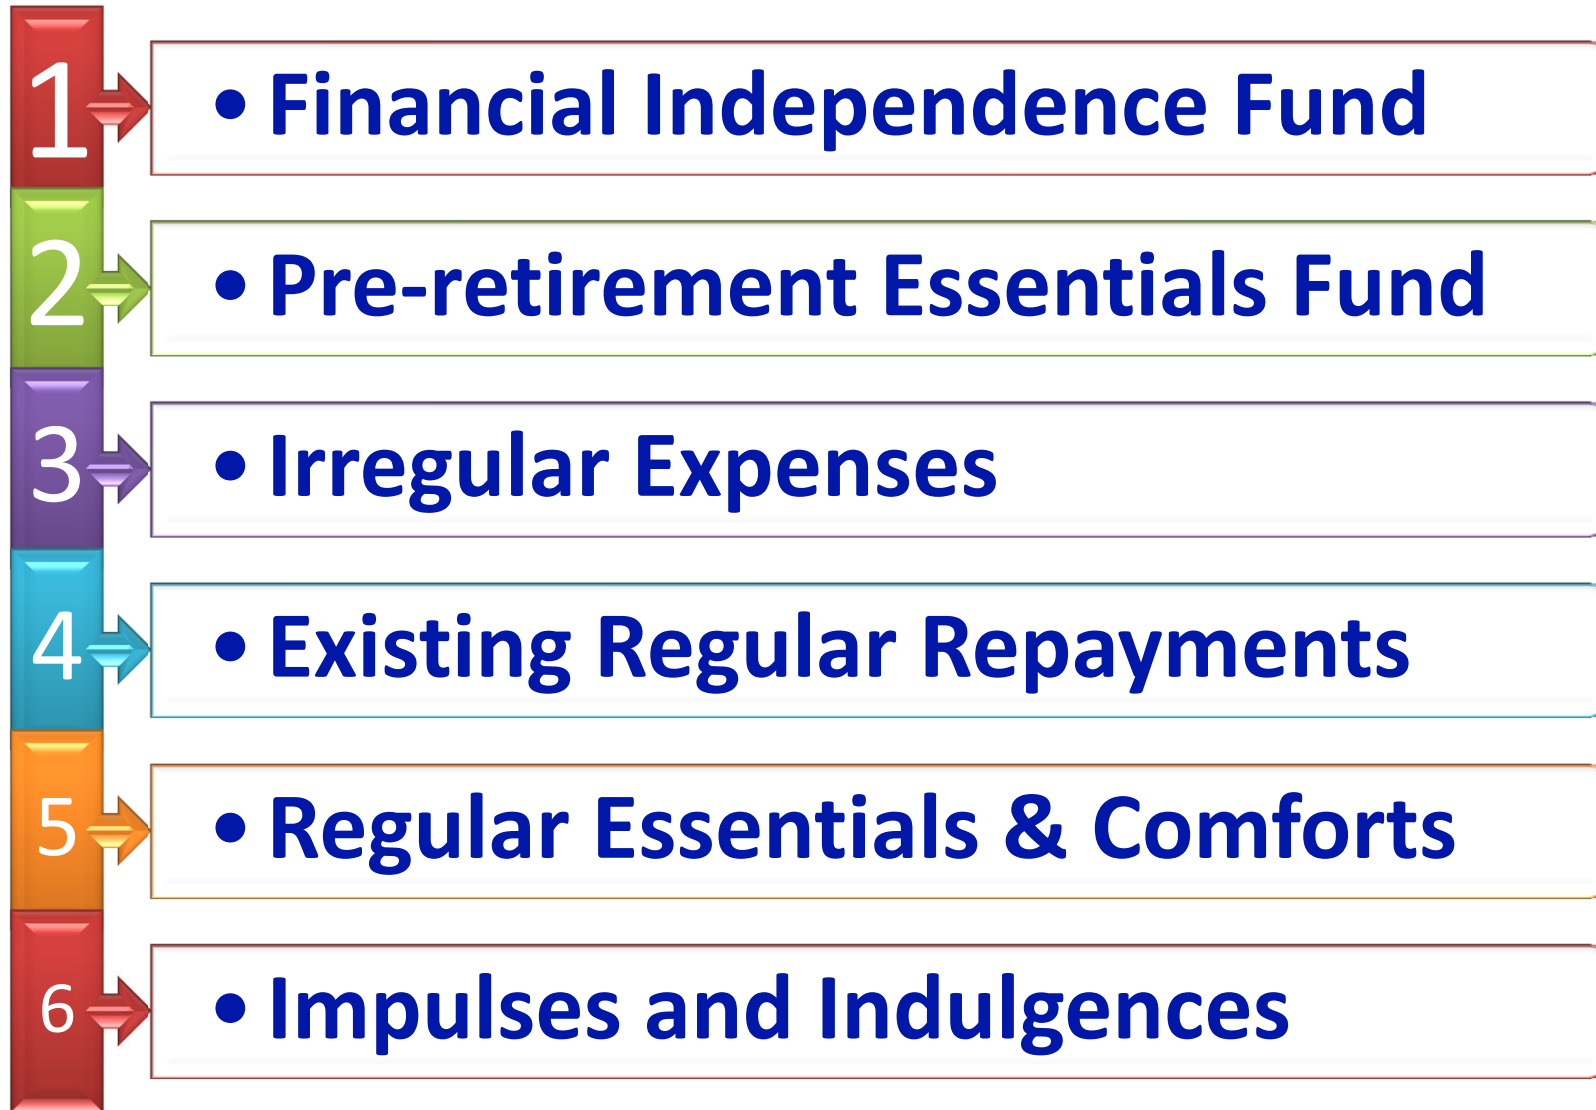 1 • Financial Independence Fund
2 • Pre-retirement Essentials Fund
3 • Irregular Expenses
4 • Existing Regular Repayments
5 • Regular Essentials & Comforts
6 • Impulses and Indulgences